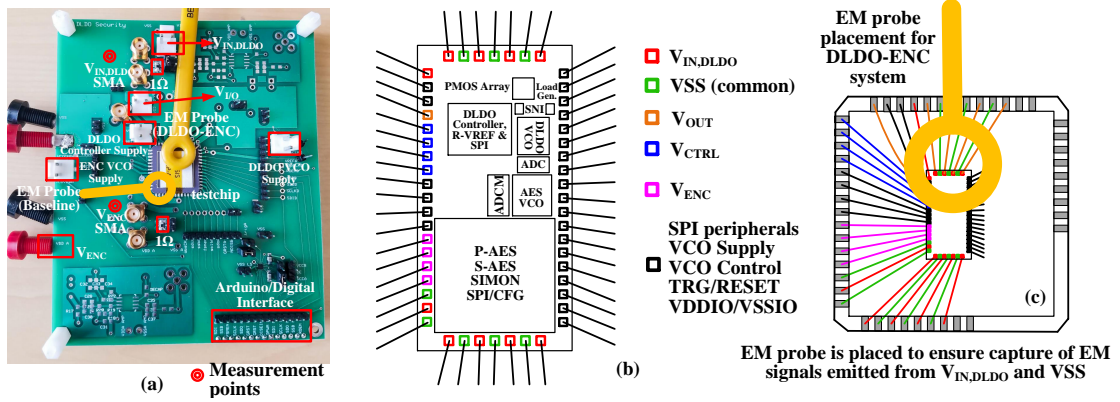 DLDO Security
V_IN,DLDO
V_IN,DLDO
SMA
1Ω
V_I/O
EM Probe
(DLDO-ENC)
DLDO
Controller Supply
ENC VCO
Supply
DLDO VCO
Supply
EM Probe
(Baseline)
testchip
V_ENC
SMA
1Ω
V_ENC
Arduino/Digital
Interface
(a)
Measurement
points
PMOS Array
Load
Gen.
SNI
DLDO
Controller,
R-VREF &
SPI
DLDO
VCO
ADC
ADCM
AES
VCO
P-AES
S-AES
SIMON
SPI/CFG
(b)
V_IN,DLDO
VSS (common)
V_OUT
V_CTRL
V_ENC
SPI peripherals
VCO Supply
VCO Control
TRG/RESET
VDDIO/VSSIO
EM probe
placement for
DLDO-ENC
system
(c)
EM probe is placed to ensure capture of EM
signals emitted from V_IN,DLDO and VSS